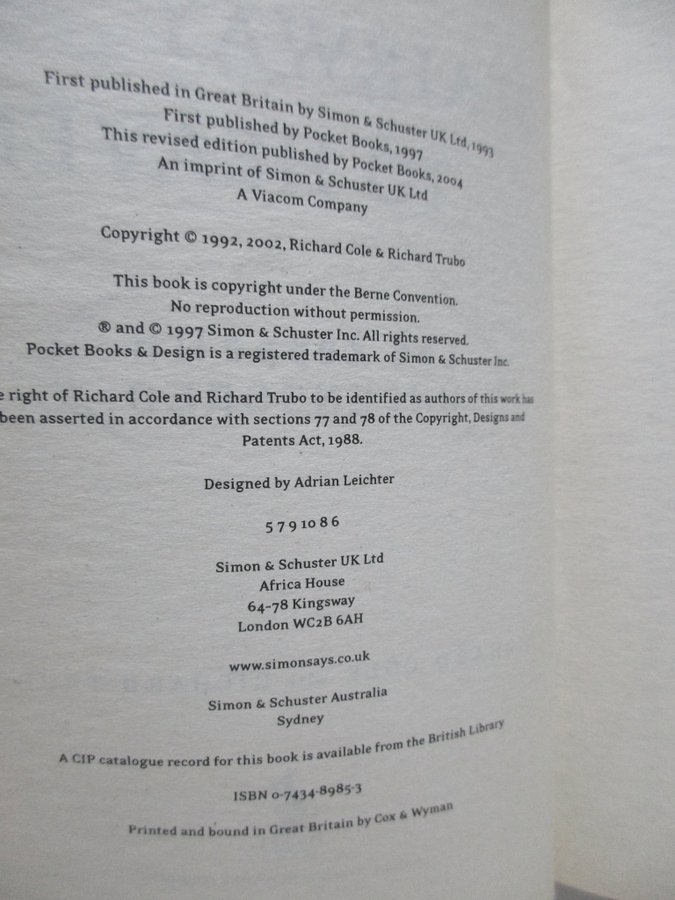 First published in Great Britain by Simon & Schuster UK Ltd, 1993
First published by Pocket Books, 1997
This revised edition published by Pocket Books, 2004
An imprint of Simon & Schuster UK Ltd
A Viacom Company
Copyright © 1992, 2002, Richard Cole & Richard Trubo
This book is copyright under the Berne Convention.
No reproduction without permission.
® and © 1997 Simon & Schuster Inc. All rights reserved.
Pocket Books & Design is a registered trademark of Simon & Schuster Inc.
e right of Richard Cole and Richard Trubo to be identified as authors of this work has
been asserted in accordance with sections 77 and 78 of the Copyright, Designs and
Patents Act, 1988.
Designed by Adrian Leichter
5 7 9 10 8 6
Simon & Schuster UK Ltd
Africa House
64-78 Kingsway
London WC2B 6AH
www.simonsays.co.uk
Simon & Schuster Australia
Sydney
A CIP catalogue record for this book is available from the British Library
ISBN 0-7434-8985-3
Printed and bound in Great Britain by Cox & Wyman